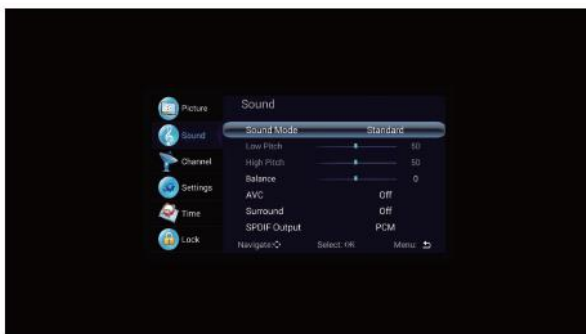 Picture
Sound
Channel
Settings
Time
Lock
Sound
Sound Mode Standard
Low Pitch 50
High Pitch 50
Balance 0
AVC Off
Surround Off
SPDIF Output PCM
Navigate: Select: OK Menu: